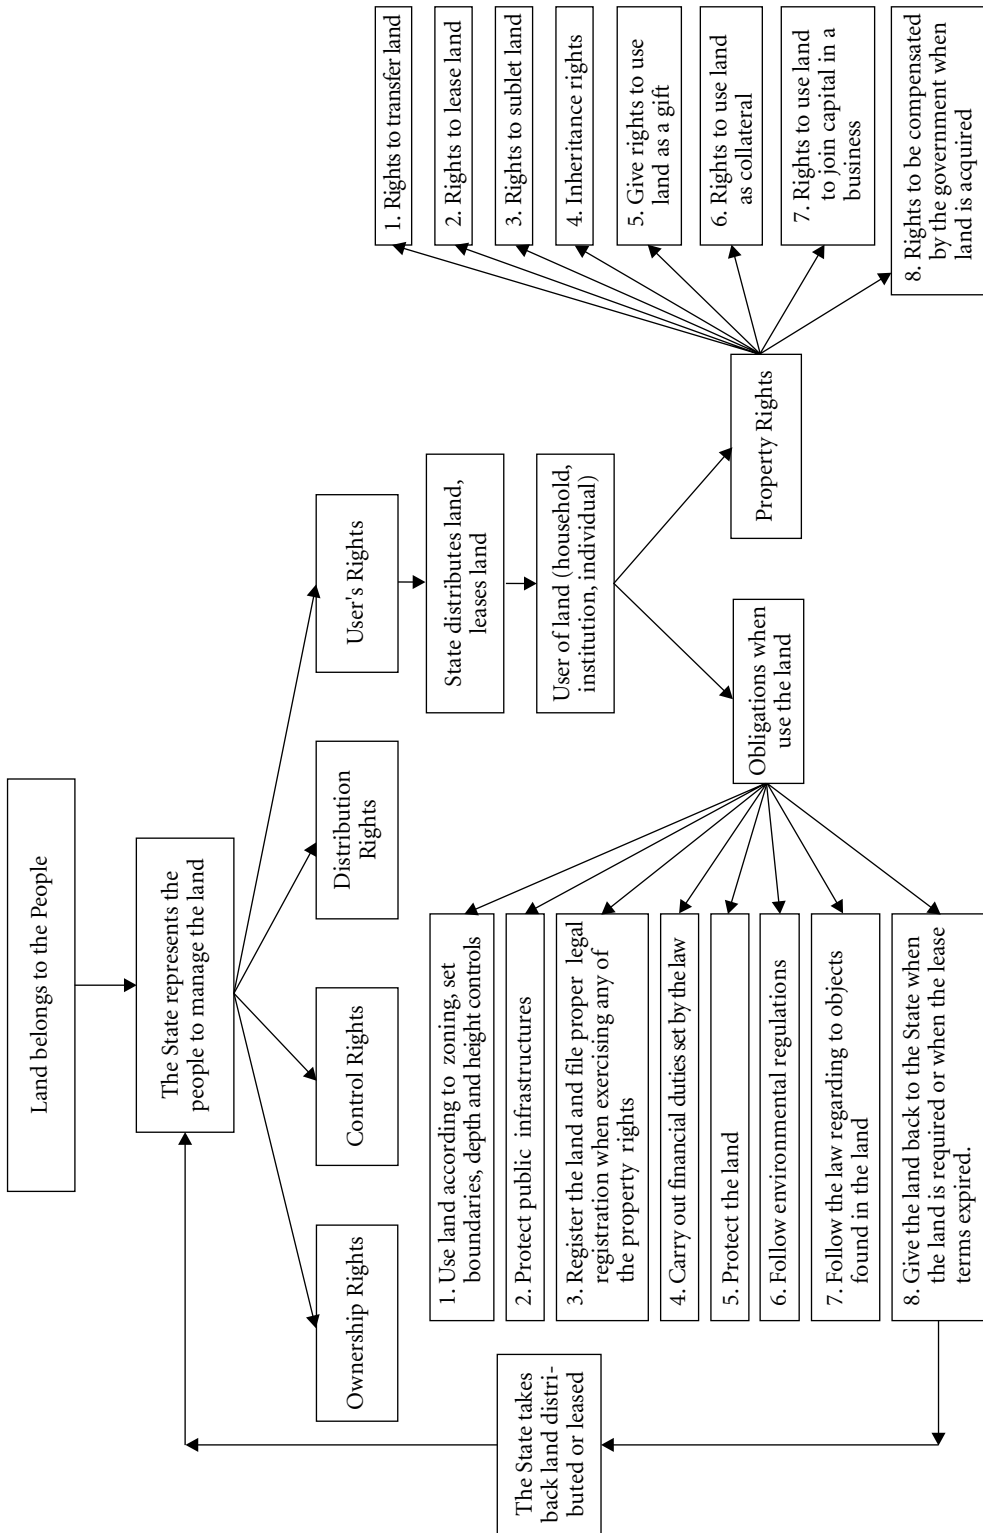 Land belongs to the People
The State represents the
people to manage the land
Ownership Rights
Control Rights
Distribution
Rights
User's Rights
State distributes land,
leases land
User of land (household,
institution, individual)
Obligations when
use the land
Property Rights
The State takes
back land distri-
buted or leased
1. Use land according to zoning, set
boundaries, depth and height controls
2. Protect public infrastructures
3. Register the land and file proper legal
registration when exercising any of
the property rights
4. Carry out financial duties set by the law
5. Protect the land
6. Follow environmental regulations
7. Follow the law regarding to objects
found in the land
8. Give the land back to the State when
the land is required or when the lease
terms expired.
1. Rights to transfer land
2. Rights to lease land
3. Rights to sublet land
4. Inheritance rights
5. Give rights to use
land as a gift
6. Rights to use land
as collateral
7. Rights to use land
to join capital in a
business
8. Rights to be compensated
by the government when
land is acquired